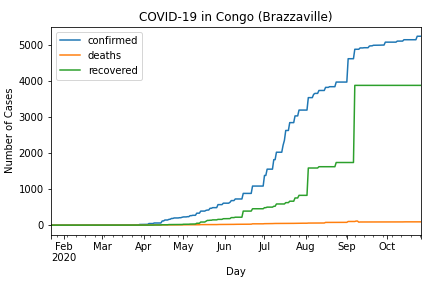 COVID-19 in Congo (Brazzaville)
confirmed
deaths
recovered
Number of Cases
5000
4000
3000
2000
1000
0
Feb Mar Apr May Jun Jul Aug Sep Oct
2020
Day